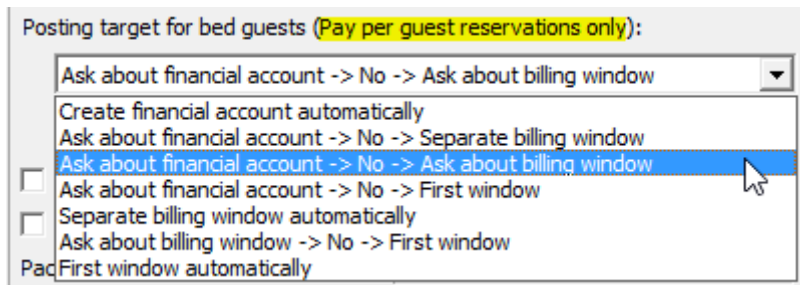 Posting target for bed guests (Pay per guest reservations only):
Ask about financial account -> No -> Ask about billing window
Create financial account automatically
Ask about financial account -> No -> Separate billing window
Ask about financial account -> No -> Ask about billing window
Ask about financial account -> No -> First window
Separate billing window automatically
Ask about billing window -> No -> First window
Pac
First window automatically